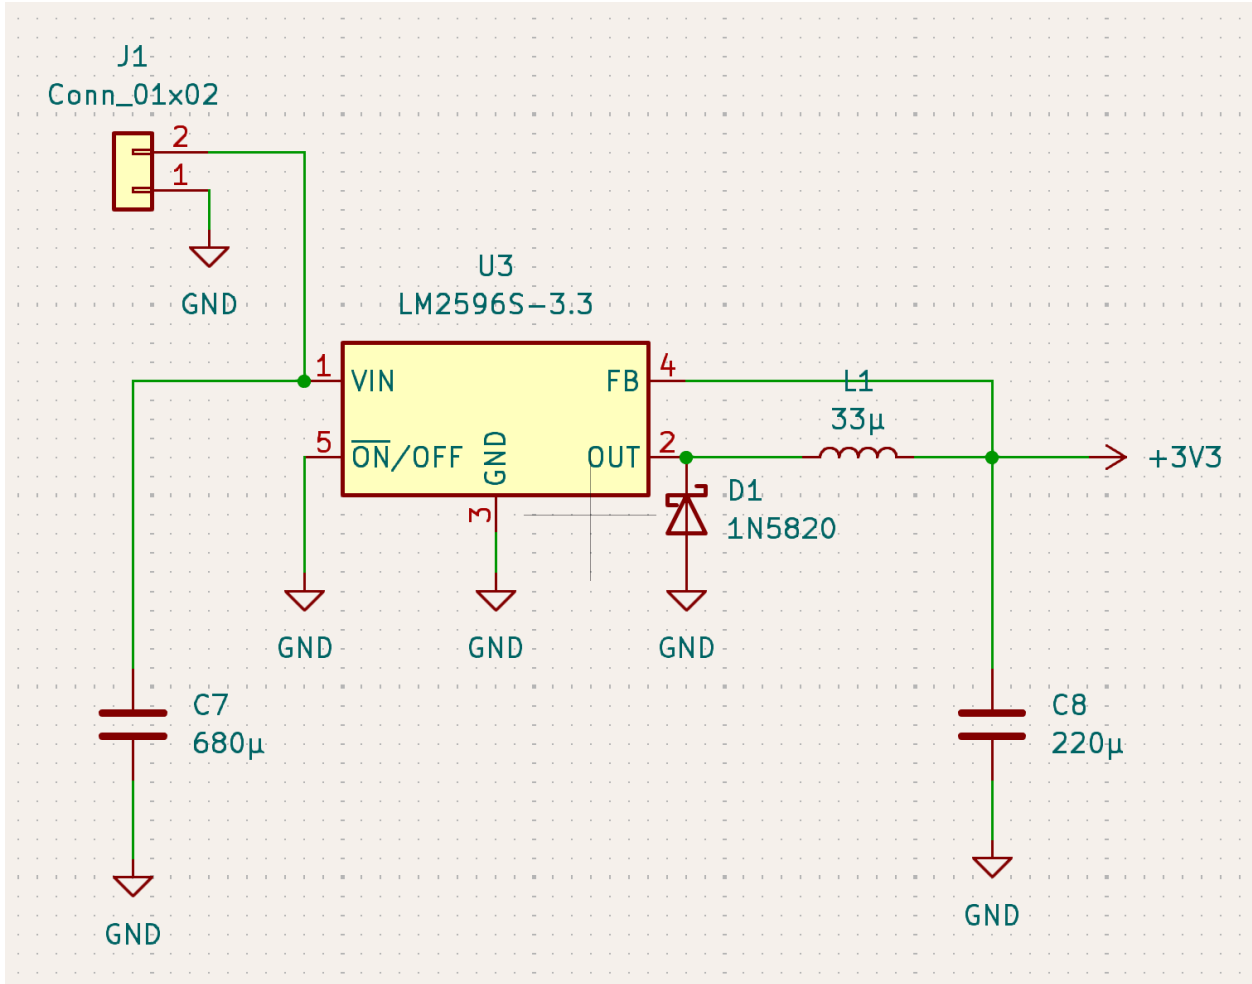 J1
Conn_01x02
2
1
GND
U3
LM2596S-3.3
1
VIN
FB
4
L1
33µ
5
ON/OFF
GND
OUT
2
+3V3
3
D1
1N5820
GND
GND
GND
C7
680µ
C8
220µ
GND
GND